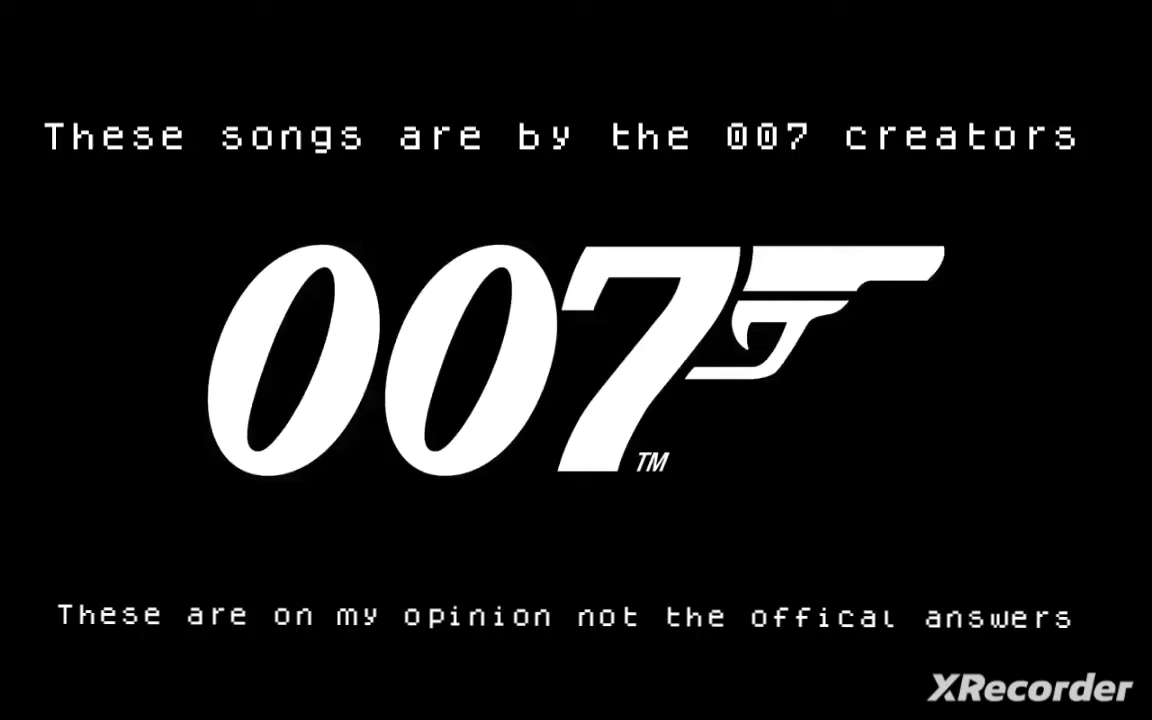 These songs are by the 007 creators
007
TM
These are on my opinion not the offical answers
XRecorder